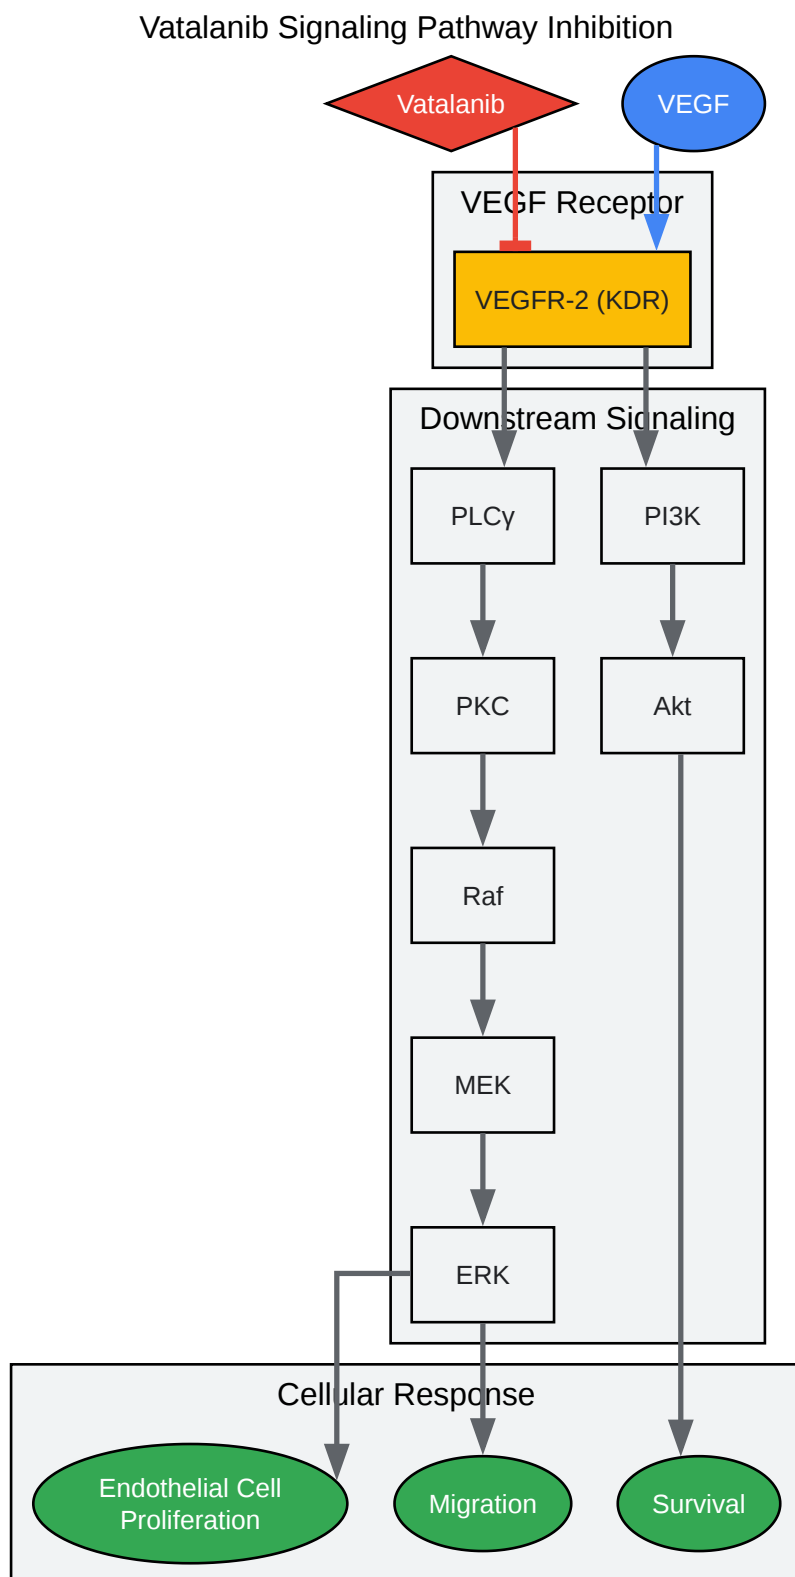 Vatalanib Signaling Pathway Inhibition
Vatalanib
VEGF
VEGF Receptor
VEGFR-2 (KDR)
Downstream Signaling
PLCγ
PI3K
PKC
Akt
Raf
MEK
ERK
Cellular Response
Endothelial Cell
Proliferation
Migration
Survival